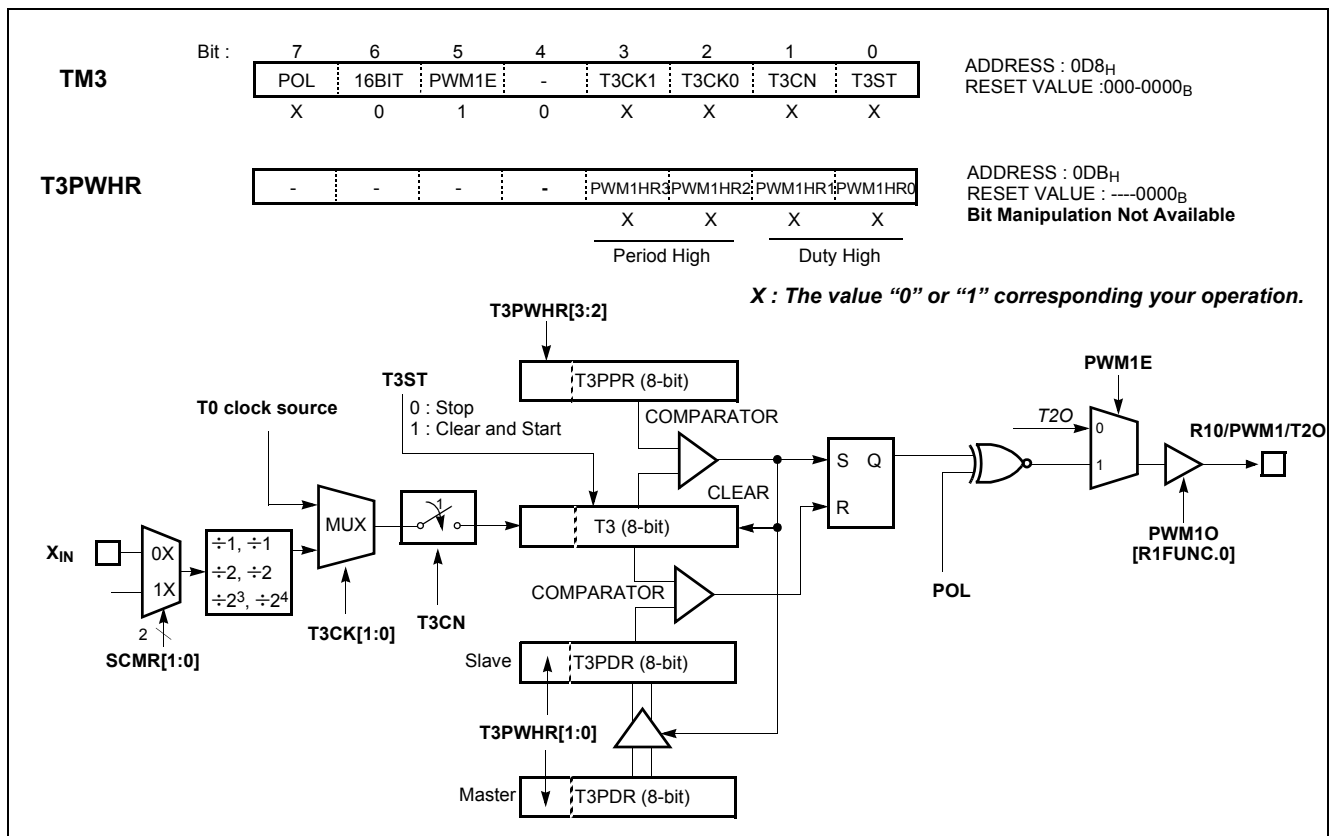 Bit : 7 6 5 4 3 2 1 0
TM3 POL 16BIT PWM1E - T3CK1 T3CK0 T3CN T3ST
X 0 1 0 X X X X
ADDRESS : 0D8H
RESET VALUE :000-0000B
T3PWHR - - - - PWM1HR3 PWM1HR2 PWM1HR1 PWM1HR0
X X X X
Period High Duty High
ADDRESS : 0DBH
RESET VALUE : ----0000B
Bit Manipulation Not Available
X : The value “0” or “1” corresponding your operation.
T3PWHR[3:2]
T3PPR (8-bit)
T3ST
0 : Stop
1 : Clear and Start
T0 clock source
COMPARATOR
PWM1E
T2O
0
1
R10/PWM1/T2O
S Q
R
CLEAR
MUX
1
T3 (8-bit)
XIN
0X
1X
÷1, ÷1
÷2, ÷2
÷2³, ÷2⁴
2
SCMR[1:0]
T3CK[1:0]
T3CN
COMPARATOR
POL
PWM1O
[R1FUNC.0]
Slave
T3PDR (8-bit)
T3PWHR[1:0]
Master
T3PDR (8-bit)